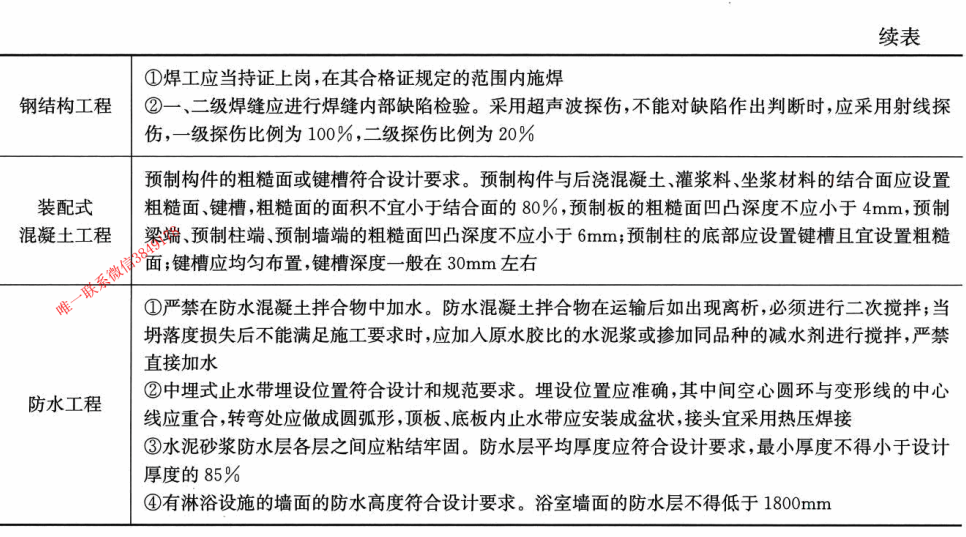 续表
钢结构工程
①焊工应当持证上岗,在其合格证规定的范围内施焊
②一、二级焊缝应进行焊缝内部缺陷检验。采用超声波探伤,不能对缺陷作出判断时,应采用射线探
伤,一级探伤比例为 100%,二级探伤比例为 20%
装配式
混凝土工程
预制构件的粗糙面或键槽符合设计要求。预制构件与后浇混凝土、灌浆料、坐浆材料的结合面应设置
粗糙面、键槽,粗糙面的面积不宜小于结合面的 80%,预制板的粗糙面凹凸深度不应小于 4mm,预制
梁端、预制柱端、预制墙端的粗糙面凹凸深度不应小于 6mm;预制柱的底部应设置键槽且宜设置粗糙
面;键槽应均匀布置,键槽深度一般在 30mm 左右
防水工程
①严禁在防水混凝土拌合物中加水。防水混凝土拌合物在运输后如出现离析,必须进行二次搅拌;当
坍落度损失后不能满足施工要求时,应加入原水胶比的水泥浆或掺加同品种的减水剂进行搅拌,严禁
直接加水
②中埋式止水带埋设位置符合设计和规范要求。埋设位置应准确,其中间空心圆环与变形线的中心
线应重合,转弯处应做成圆弧形,顶板、底板内止水带应安装成盆状,接头宜采用热压焊接
③水泥砂浆防水层各层之间应粘结牢固。防水层平均厚度应符合设计要求,最小厚度不得小于设计
厚度的 85%
④有淋浴设施的墙面的防水高度符合设计要求。浴室墙面的防水层不得低于 1800mm
唯一联系微信